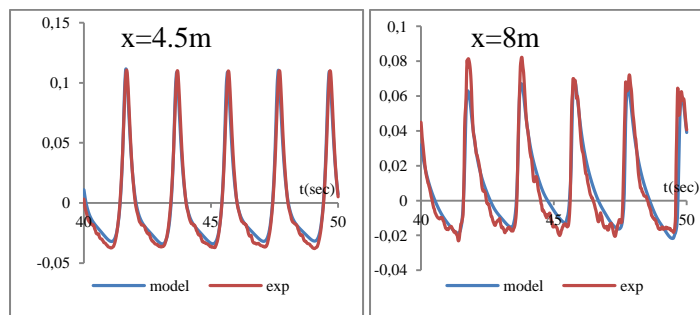 x=4.5m
0,15
0,1
0,05
0
-0,05
40
45
50
t(sec)
model
exp
x=8m
0,1
0,08
0,06
0,04
0,02
0
-0,02
-0,04
40
45
50
t(sec)
model
exp